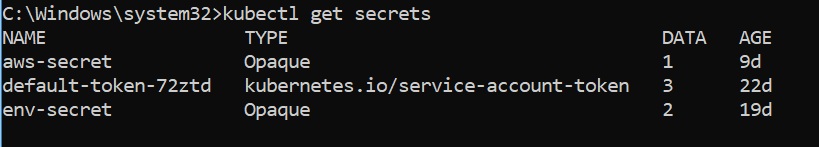 C:\Windows\system32>kubectl get secrets
NAME TYPE DATA AGE
aws-secret Opaque 1 9d
default-token-72ztd kubernetes.io/service-account-token 3 22d
env-secret Opaque 2 19d